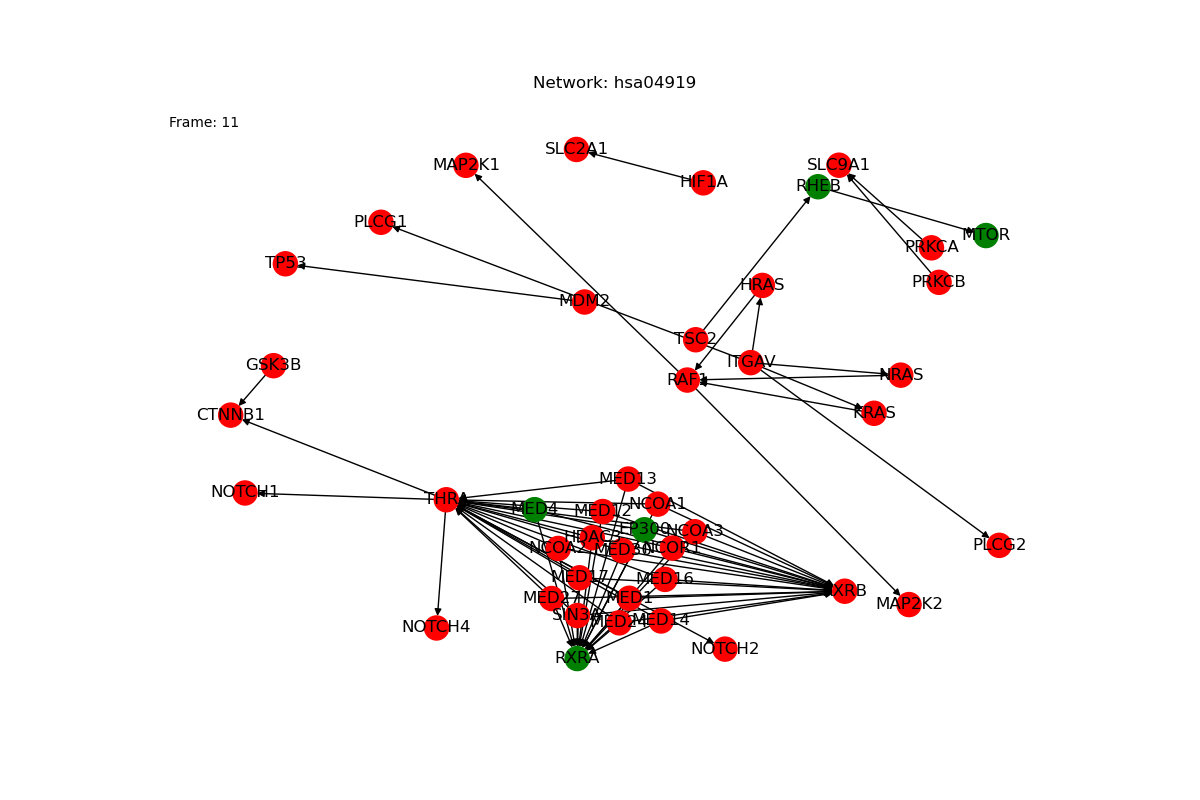 Network: hsa04919
Frame: 11
SLC2A1
MAP2K1
SLC9A1
HIF1A
RHEB
PLCG1
MTOR
PRKCA
TP53
PRKCB
HRAS
MDM2
TSC2
ITGAV
GSK3B
NRAS
RAF1
KRAS
CTNNB1
MED13
NOTCH1
THRA
NCOA1
MED4
MED12
EP300
NCOA3
HDAC3
PLCG2
NCOA2
MED30
NCOR1
MED17
MED16
RXRB
MED27
MED1
MAP2K2
SIN3A
MED24
MED14
NOTCH4
NOTCH2
RXRA